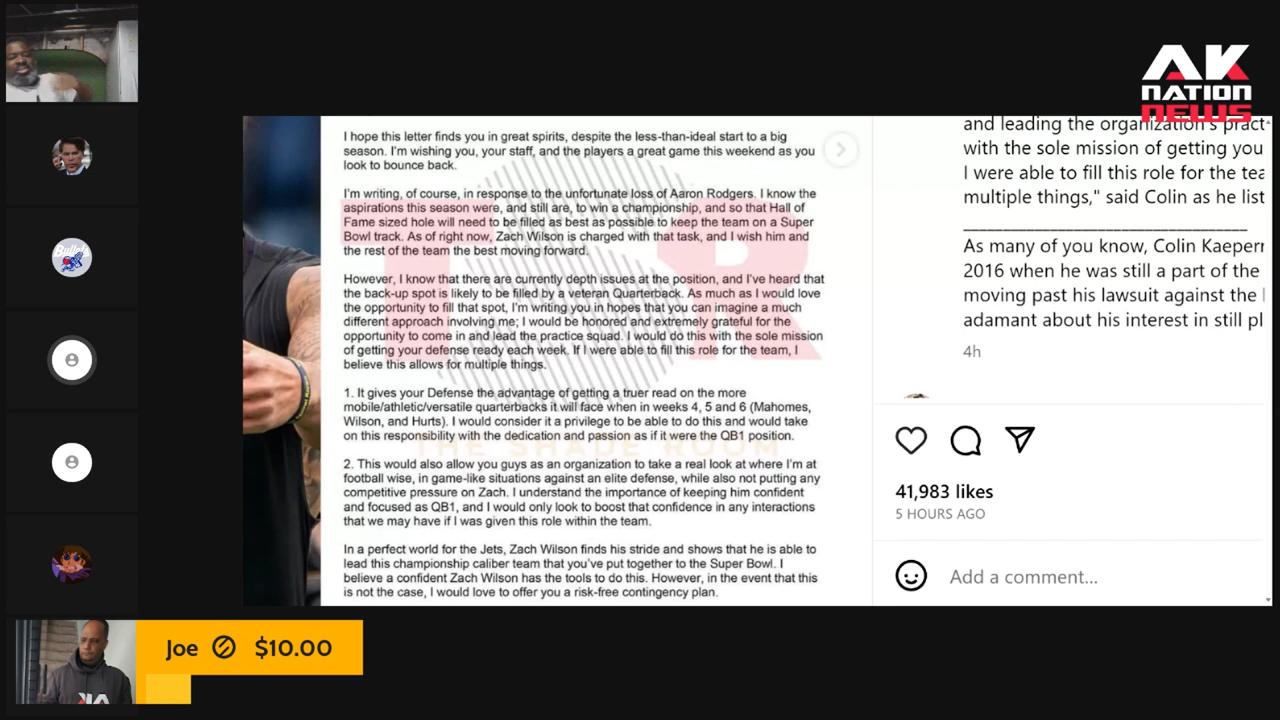 AK
NATION
NEWS
I hope this letter finds you in great spirits, despite the less-than-ideal start to a big
season. I'm wishing you, your staff, and the players a great game this weekend as you
look to bounce back.
I'm writing, of course, in response to the unfortunate loss of Aaron Rodgers. I know the
aspirations this season were, and still are, to win a championship, and so that Hall of
Fame sized hole will need to be filled as best as possible to keep the team on a Super
Bowl track. As of right now, Zach Wilson is charged with that task, and I wish him and
the rest of the team the best moving forward.
However, I know that there are currently depth issues at the position, and I've heard that
the back-up spot is likely to be filled by a veteran Quarterback. As much as I would love
the opportunity to fill that spot, I'm writing you in hopes that you can imagine a much
different approach involving me; I would be honored and extremely grateful for the
opportunity to come in and lead the practice squad. I would do this with the sole mission
of getting your defense ready each week. If I were able to fill this role for the team, I
believe this allows for multiple things.
1. It gives your Defense the advantage of getting a truer read on the more
mobile/athletic/versatile quarterbacks it will face when in weeks 4, 5 and 6 (Mahomes,
Wilson, and Hurts). I would consider it a privilege to be able to do this and would take
on this responsibility with the dedication and passion as if it were the QB1 position.
THE SHADE ROOM
2. This would also allow you guys as an organization to take a real look at where I'm at
football wise, in game-like situations against an elite defense, while also not putting any
competitive pressure on Zach. I understand the importance of keeping him confident
and focused as QB1, and I would only look to boost that confidence in any interactions
that we may have if I was given this role within the team.
In a perfect world for the Jets, Zach Wilson finds his stride and shows that he is able to
lead this championship caliber team that you've put together to the Super Bowl. I
believe a confident Zach Wilson has the tools to do this. However, in the event that this
is not the case, I would love to offer you a risk-free contingency plan.
and leading the organization's pract
with the sole mission of getting you
I were able to fill this role for the tea
multiple things," said Colin as he list
As many of you know, Colin Kaeperr
2016 when he was still a part of the
moving past his lawsuit against the
adamant about his interest in still pl
4h
41,983 likes
5 HOURS AGO
Add a comment...
Bullets
Joe $10.00